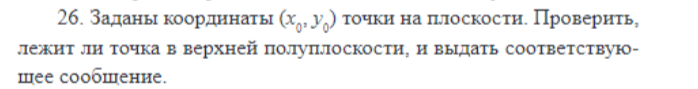 26. Заданы координаты (x₀, y₀) точки на плоскости. Проверить,
лежит ли точка в верхней полуплоскости, и выдать соответствую-
щее сообщение.